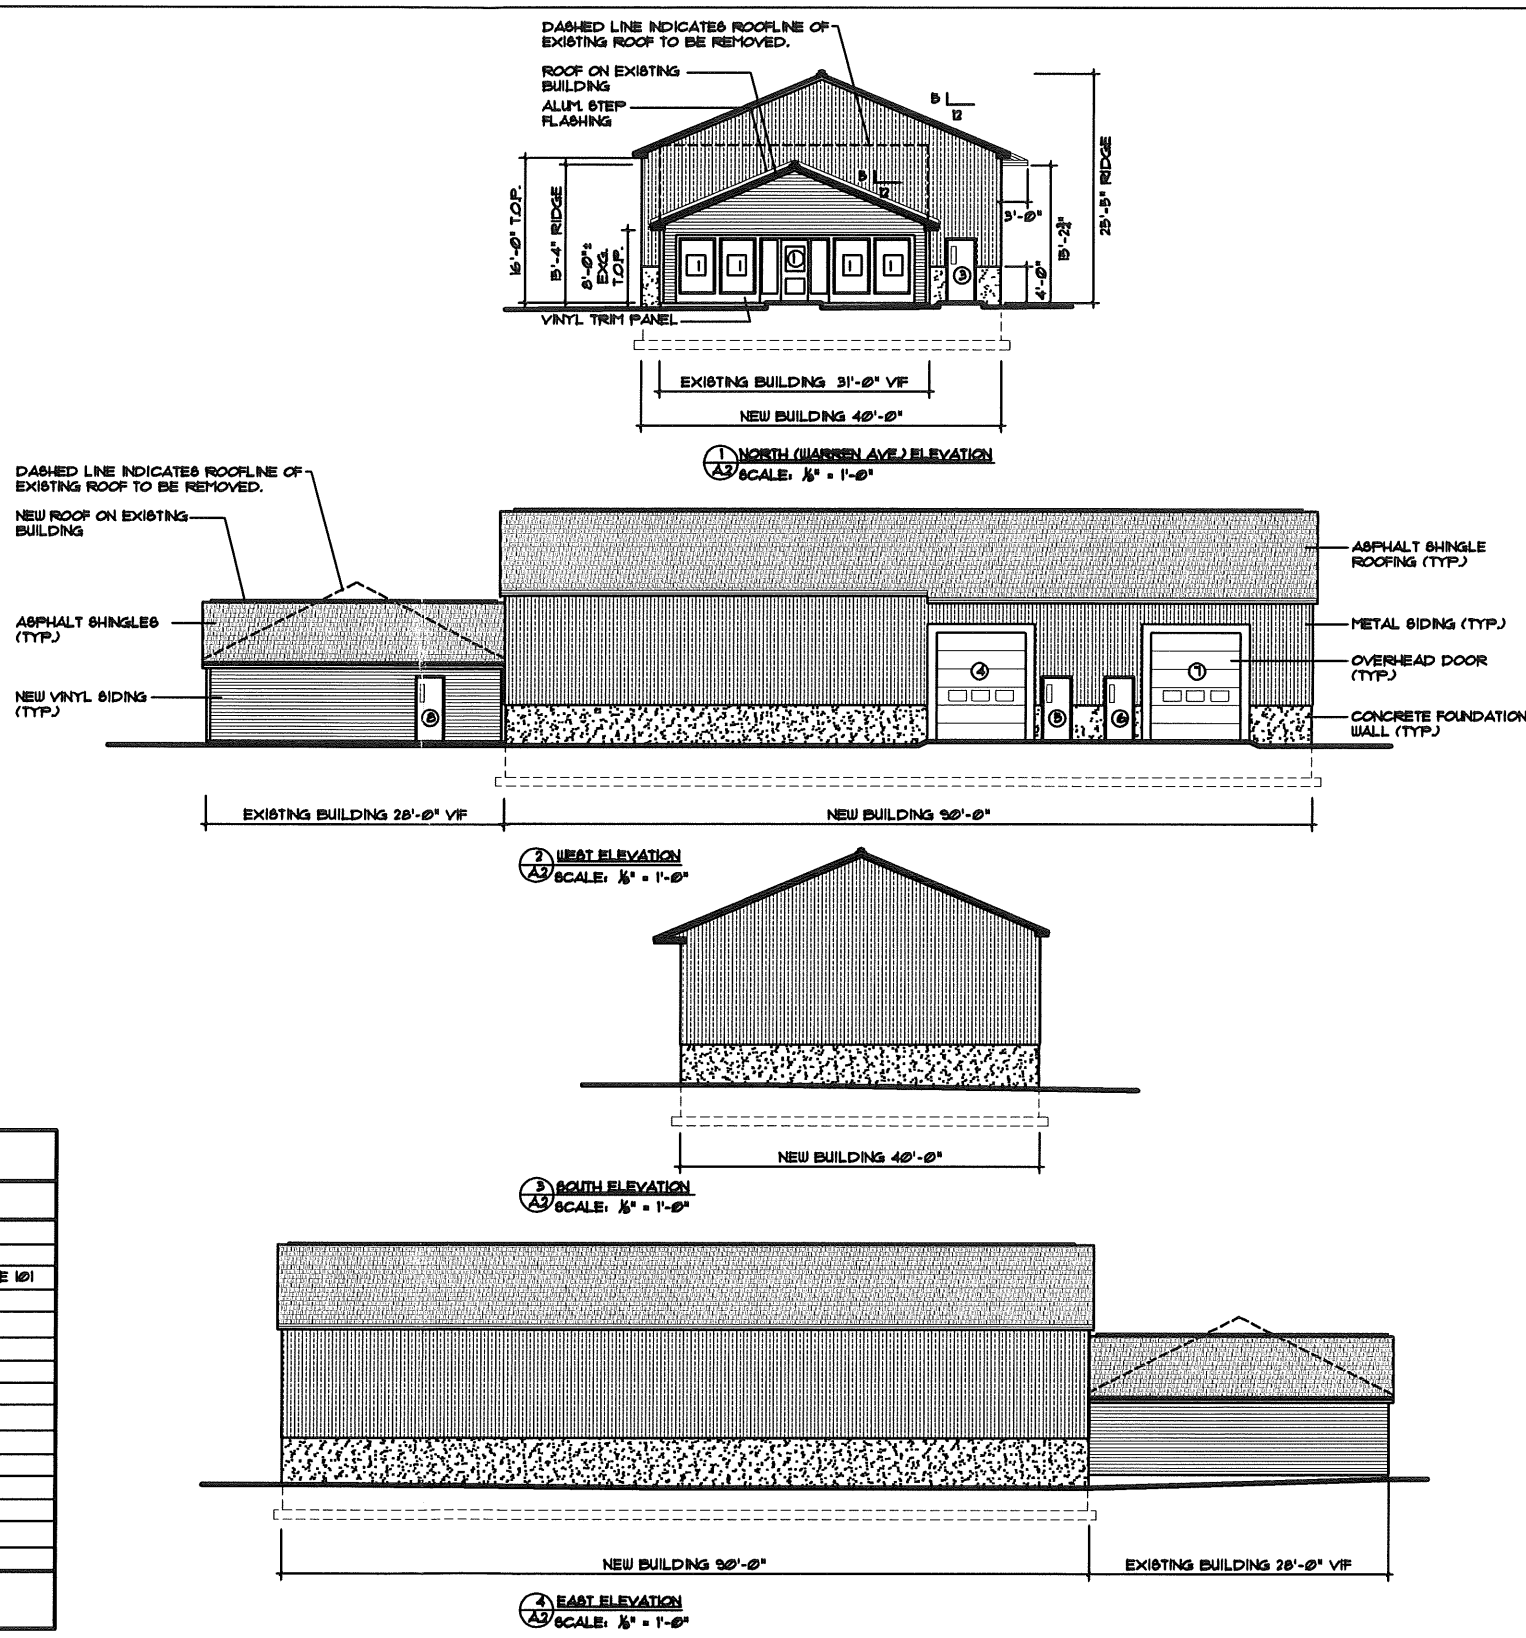 DASHED LINE INDICATES ROOFLINE OF
EXISTING ROOF TO BE REMOVED.
ROOF ON EXISTING
BUILDING
ALUM. STEP
FLASHING
5
12
5
12
16'-0" T.O.P.
15'-4" RIDGE
8'-0"±
EXG.
T.O.P.
3'-0"
4'-0"
25'-5" RIDGE
1
1
1
1
1
3
VINYL TRIM PANEL
EXISTING BUILDING 31'-0" VIF
NEW BUILDING 40'-0"
1
A2
NORTH (WARREN AVE.) ELEVATION
SCALE: ⅛" = 1'-0"
DASHED LINE INDICATES ROOFLINE OF
EXISTING ROOF TO BE REMOVED.
NEW ROOF ON EXISTING
BUILDING
ASPHALT SHINGLES
(TYP.)
NEW VINYL SIDING
(TYP.)
ASPHALT SHINGLE
ROOFING (TYP.)
METAL SIDING (TYP.)
OVERHEAD DOOR
(TYP.)
CONCRETE FOUNDATION
WALL (TYP.)
8
4
5
6
7
EXISTING BUILDING 28'-0" VIF
NEW BUILDING 90'-0"
2
A2
WEST ELEVATION
SCALE: ⅛" = 1'-0"
NEW BUILDING 40'-0"
3
A2
SOUTH ELEVATION
SCALE: ⅛" = 1'-0"
E 101
NEW BUILDING 90'-0"
EXISTING BUILDING 28'-0" VIF
4
A2
EAST ELEVATION
SCALE: ⅛" = 1'-0"